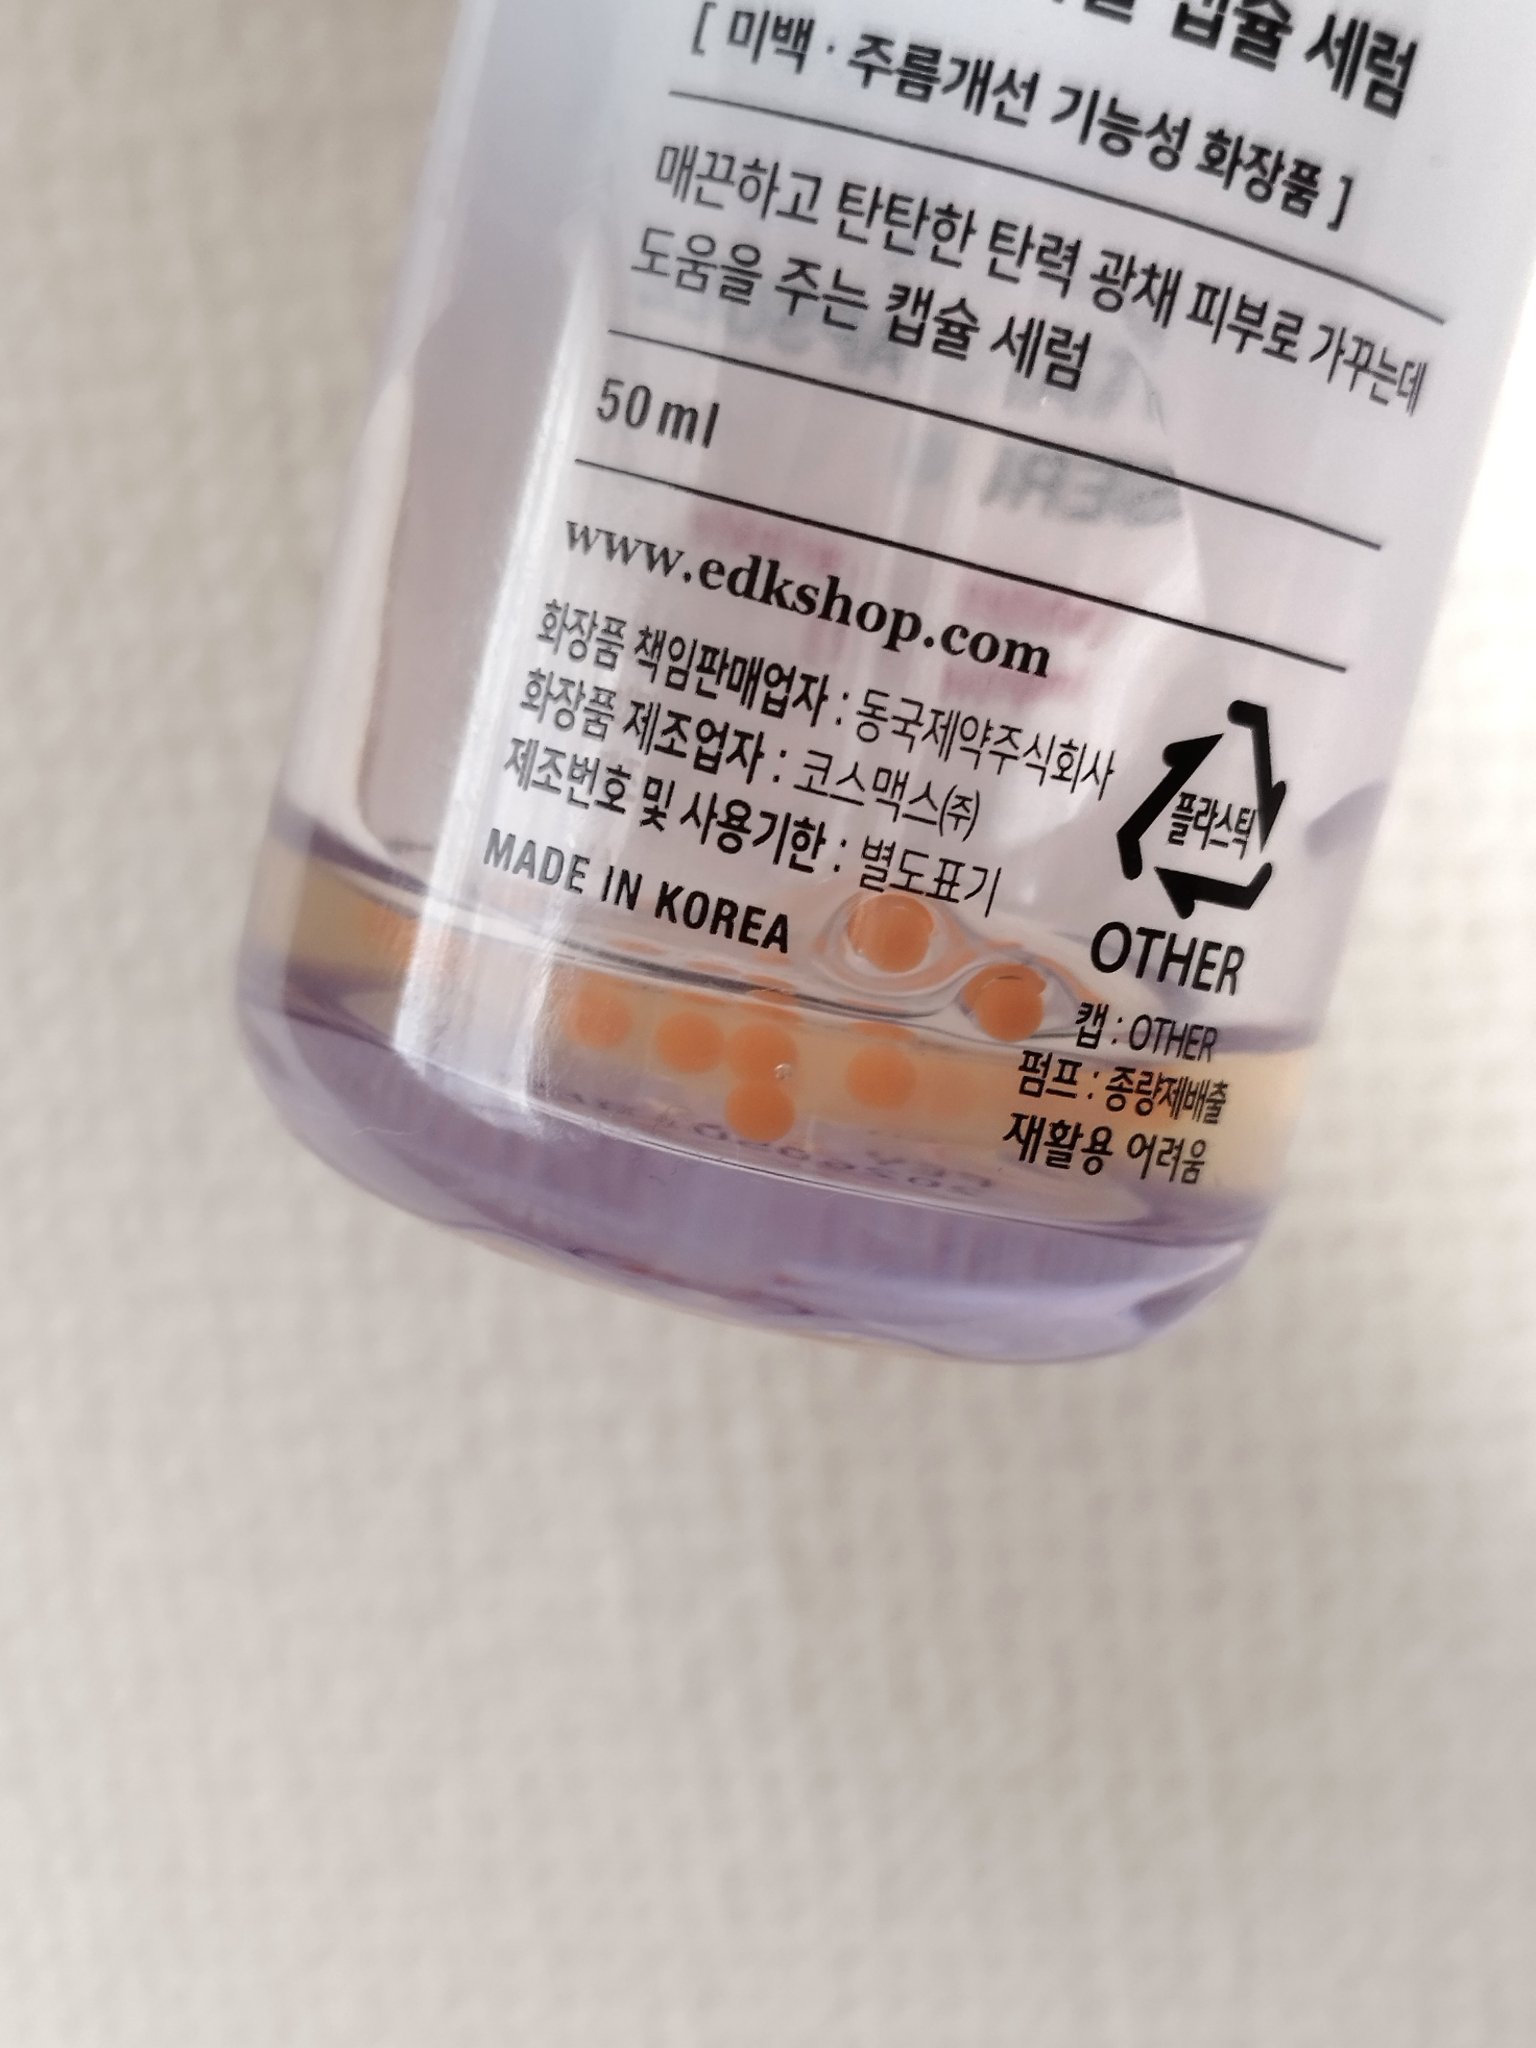 캡슐 세럼
[ 미백 · 주름개선 기능성 화장품 ]
매끈하고 탄탄한 탄력 광채 피부로 가꾸는데
도움을 주는 캡슐 세럼
50ml
www.edkshop.com
화장품 책임판매업자 : 동국제약주식회사
화장품 제조업자 : 코스맥스(주)
제조번호 및 사용기한 : 별도표기
MADE IN KOREA
플라스틱
OTHER
캡 : OTHER
펌프 : 종량제배출
재활용 어려움